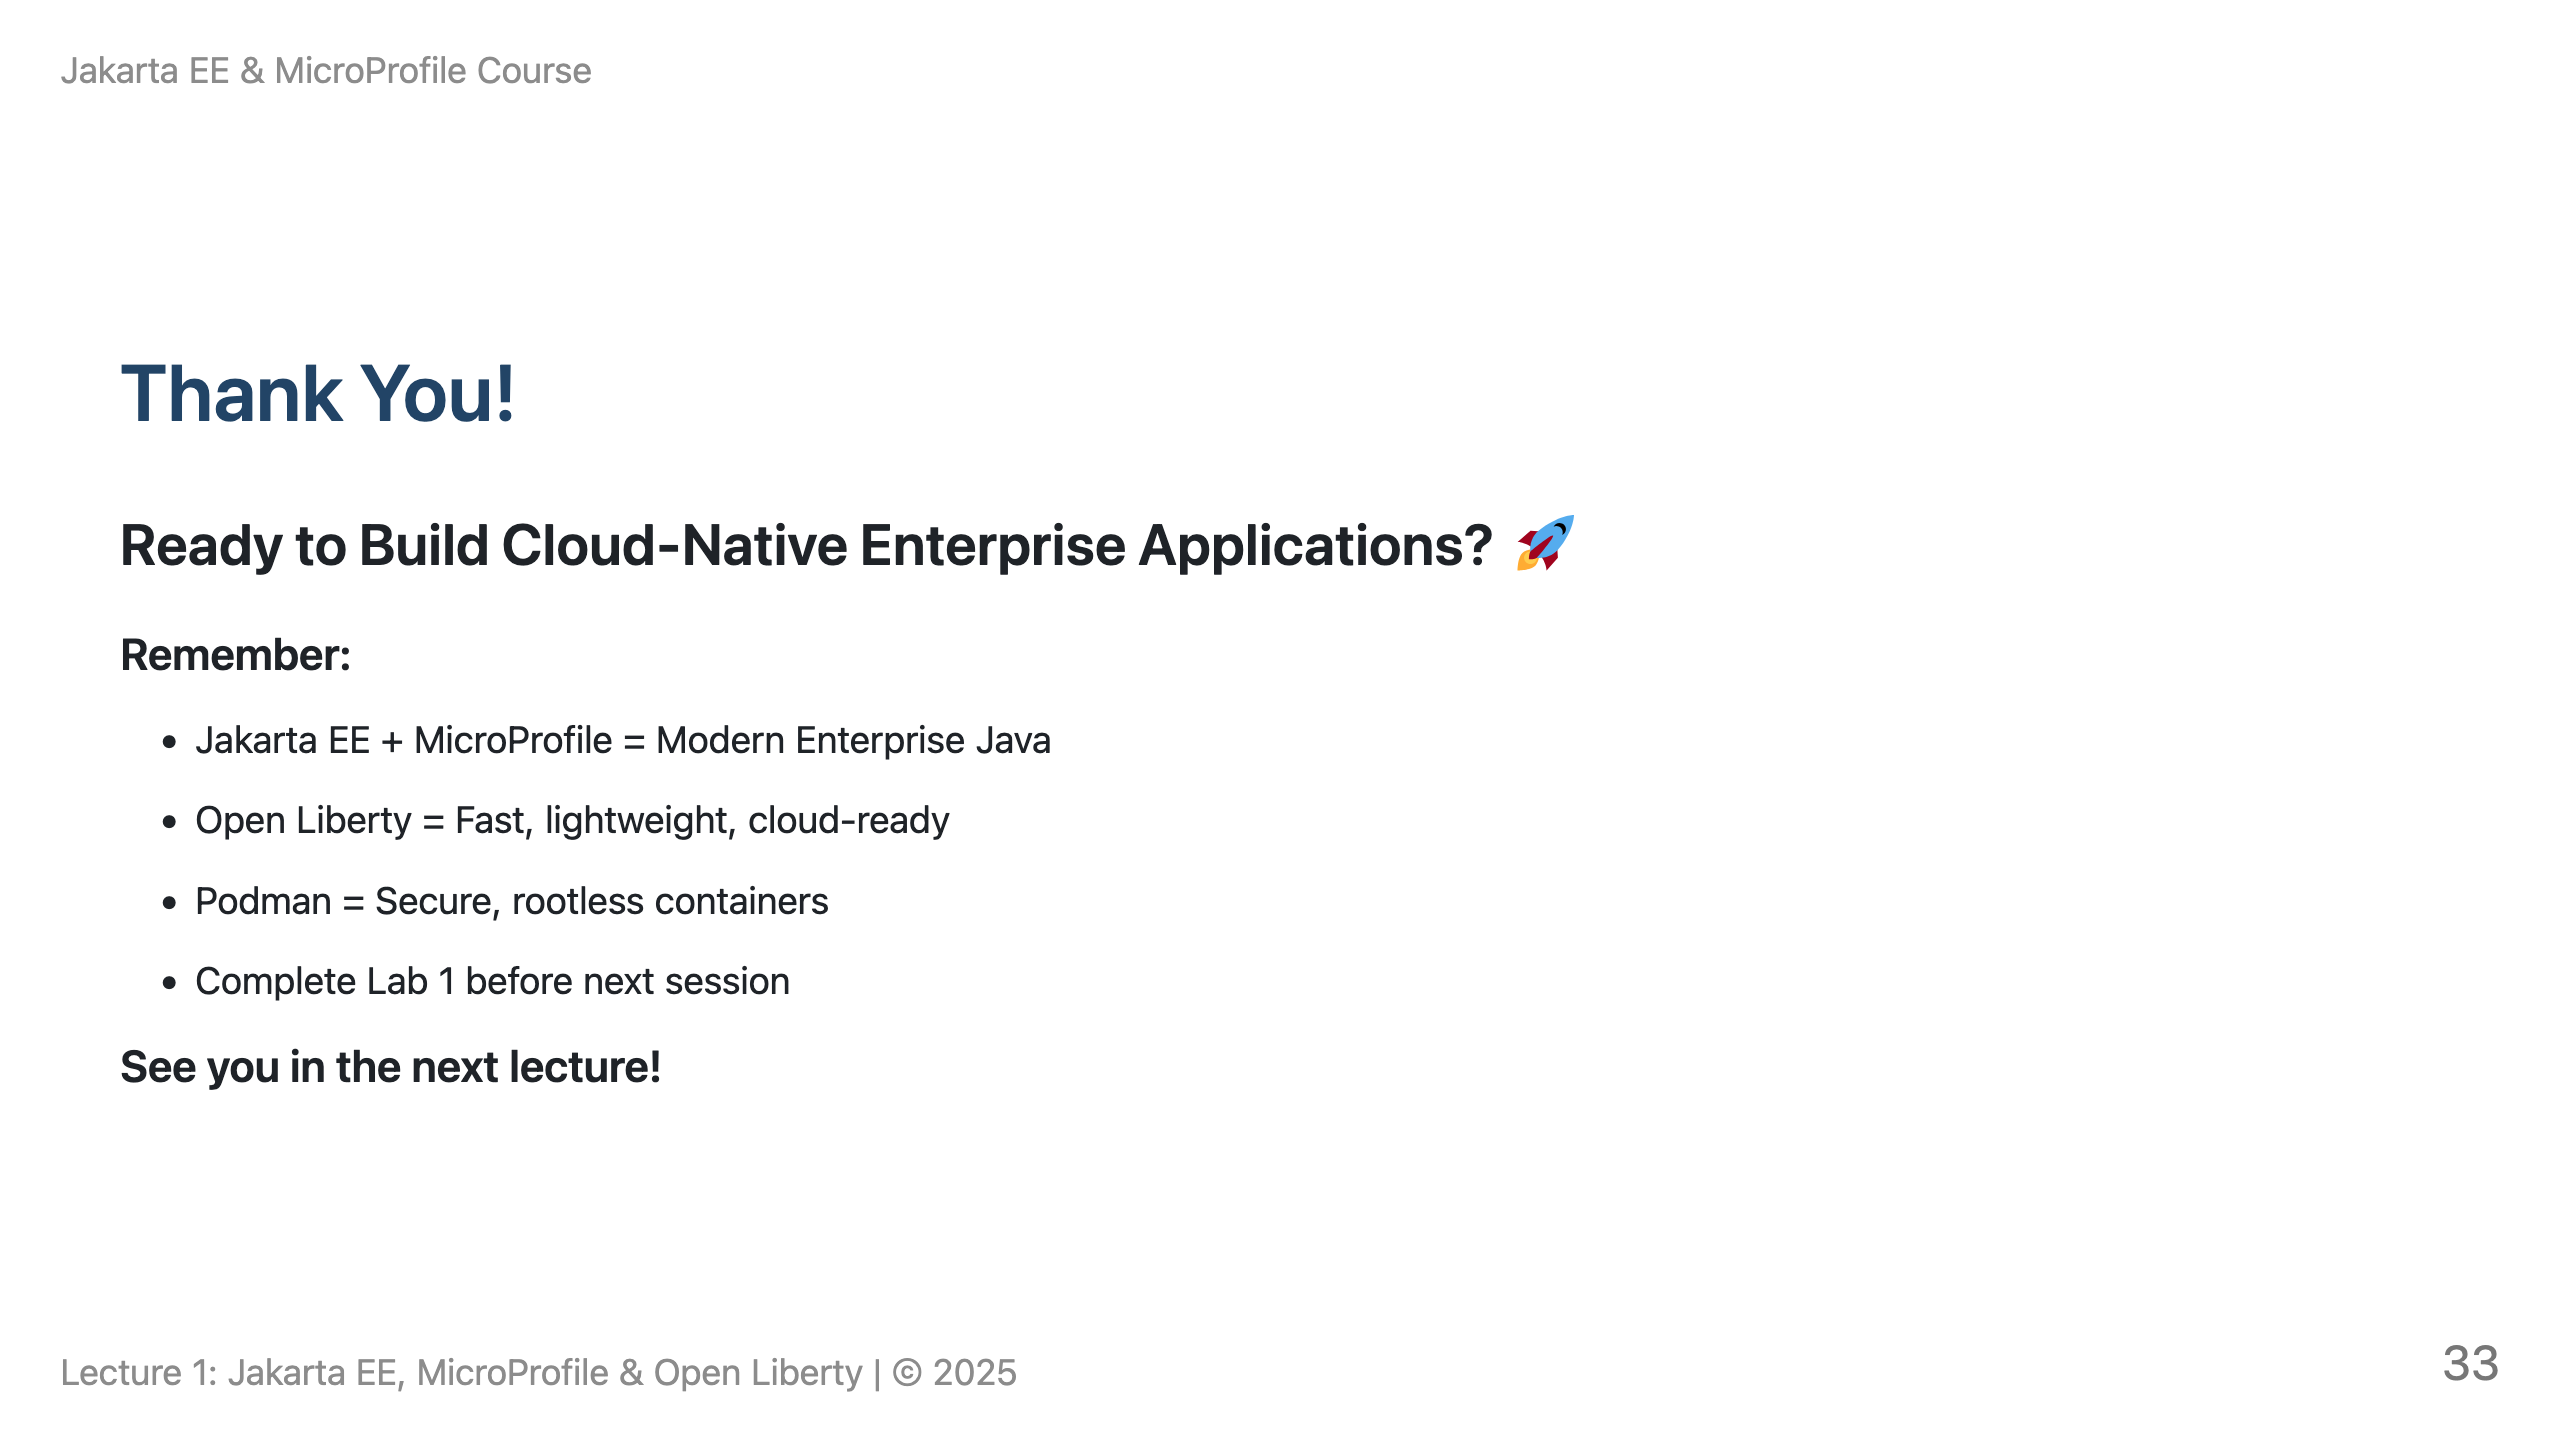 Jakarta EE & MicroProfile Course
Thank You!
Ready to Build Cloud-Native Enterprise Applications? 🚀
Remember:
• Jakarta EE + MicroProfile = Modern Enterprise Java
• Open Liberty = Fast, lightweight, cloud-ready
• Podman = Secure, rootless containers
• Complete Lab 1 before next session
See you in the next lecture!
Lecture 1: Jakarta EE, MicroProfile & Open Liberty | © 2025
33